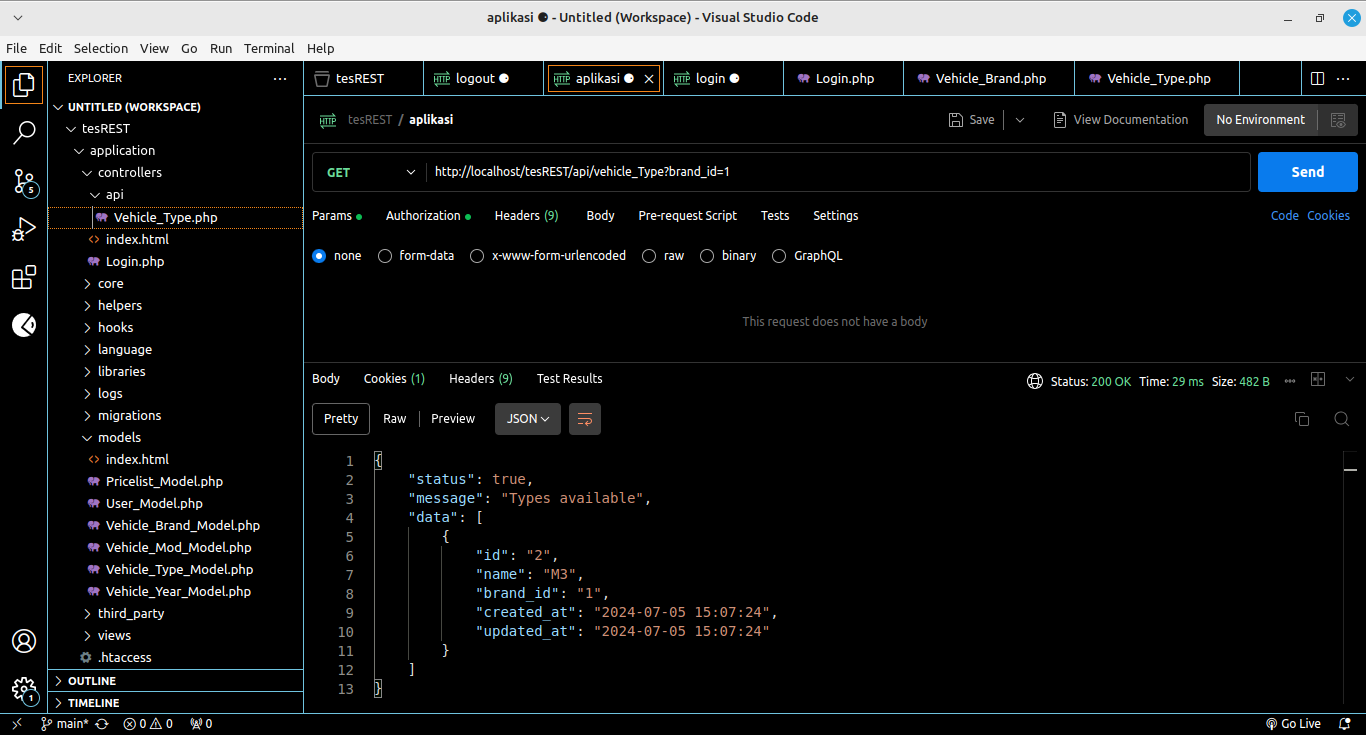 aplikasi ● - Untitled (Workspace) - Visual Studio Code
File Edit Selection View Go Run Terminal Help
EXPLORER ...
UNTITLED (WORKSPACE)
tesREST
application
controllers
api
Vehicle_Type.php
index.html
Login.php
core
helpers
hooks
language
libraries
logs
migrations
models
index.html
Pricelist_Model.php
User_Model.php
Vehicle_Brand_Model.php
Vehicle_Mod_Model.php
Vehicle_Type_Model.php
Vehicle_Year_Model.php
third_party
views
.htaccess
OUTLINE
TIMELINE
5
1
tesREST
HTTP logout
HTTP aplikasi
HTTP login
Login.php
Vehicle_Brand.php
Vehicle_Type.php
HTTP tesREST / aplikasi
Save View Documentation No Environment
GET http://localhost/tesREST/api/vehicle_Type?brand_id=1 Send
Params Authorization Headers (9) Body Pre-request Script Tests Settings Code Cookies
none form-data x-www-form-urlencoded raw binary GraphQL
This request does not have a body
Body Cookies (1) Headers (9) Test Results Status: 200 OK Time: 29 ms Size: 482 B
Pretty Raw Preview JSON
1 {
2 "status": true,
3 "message": "Types available",
4 "data": [
5 {
6 "id": "2",
7 "name": "M3",
8 "brand_id": "1",
9 "created_at": "2024-07-05 15:07:24",
10 "updated_at": "2024-07-05 15:07:24"
11 }
12 ]
13 }
main* 0 0 0 Go Live